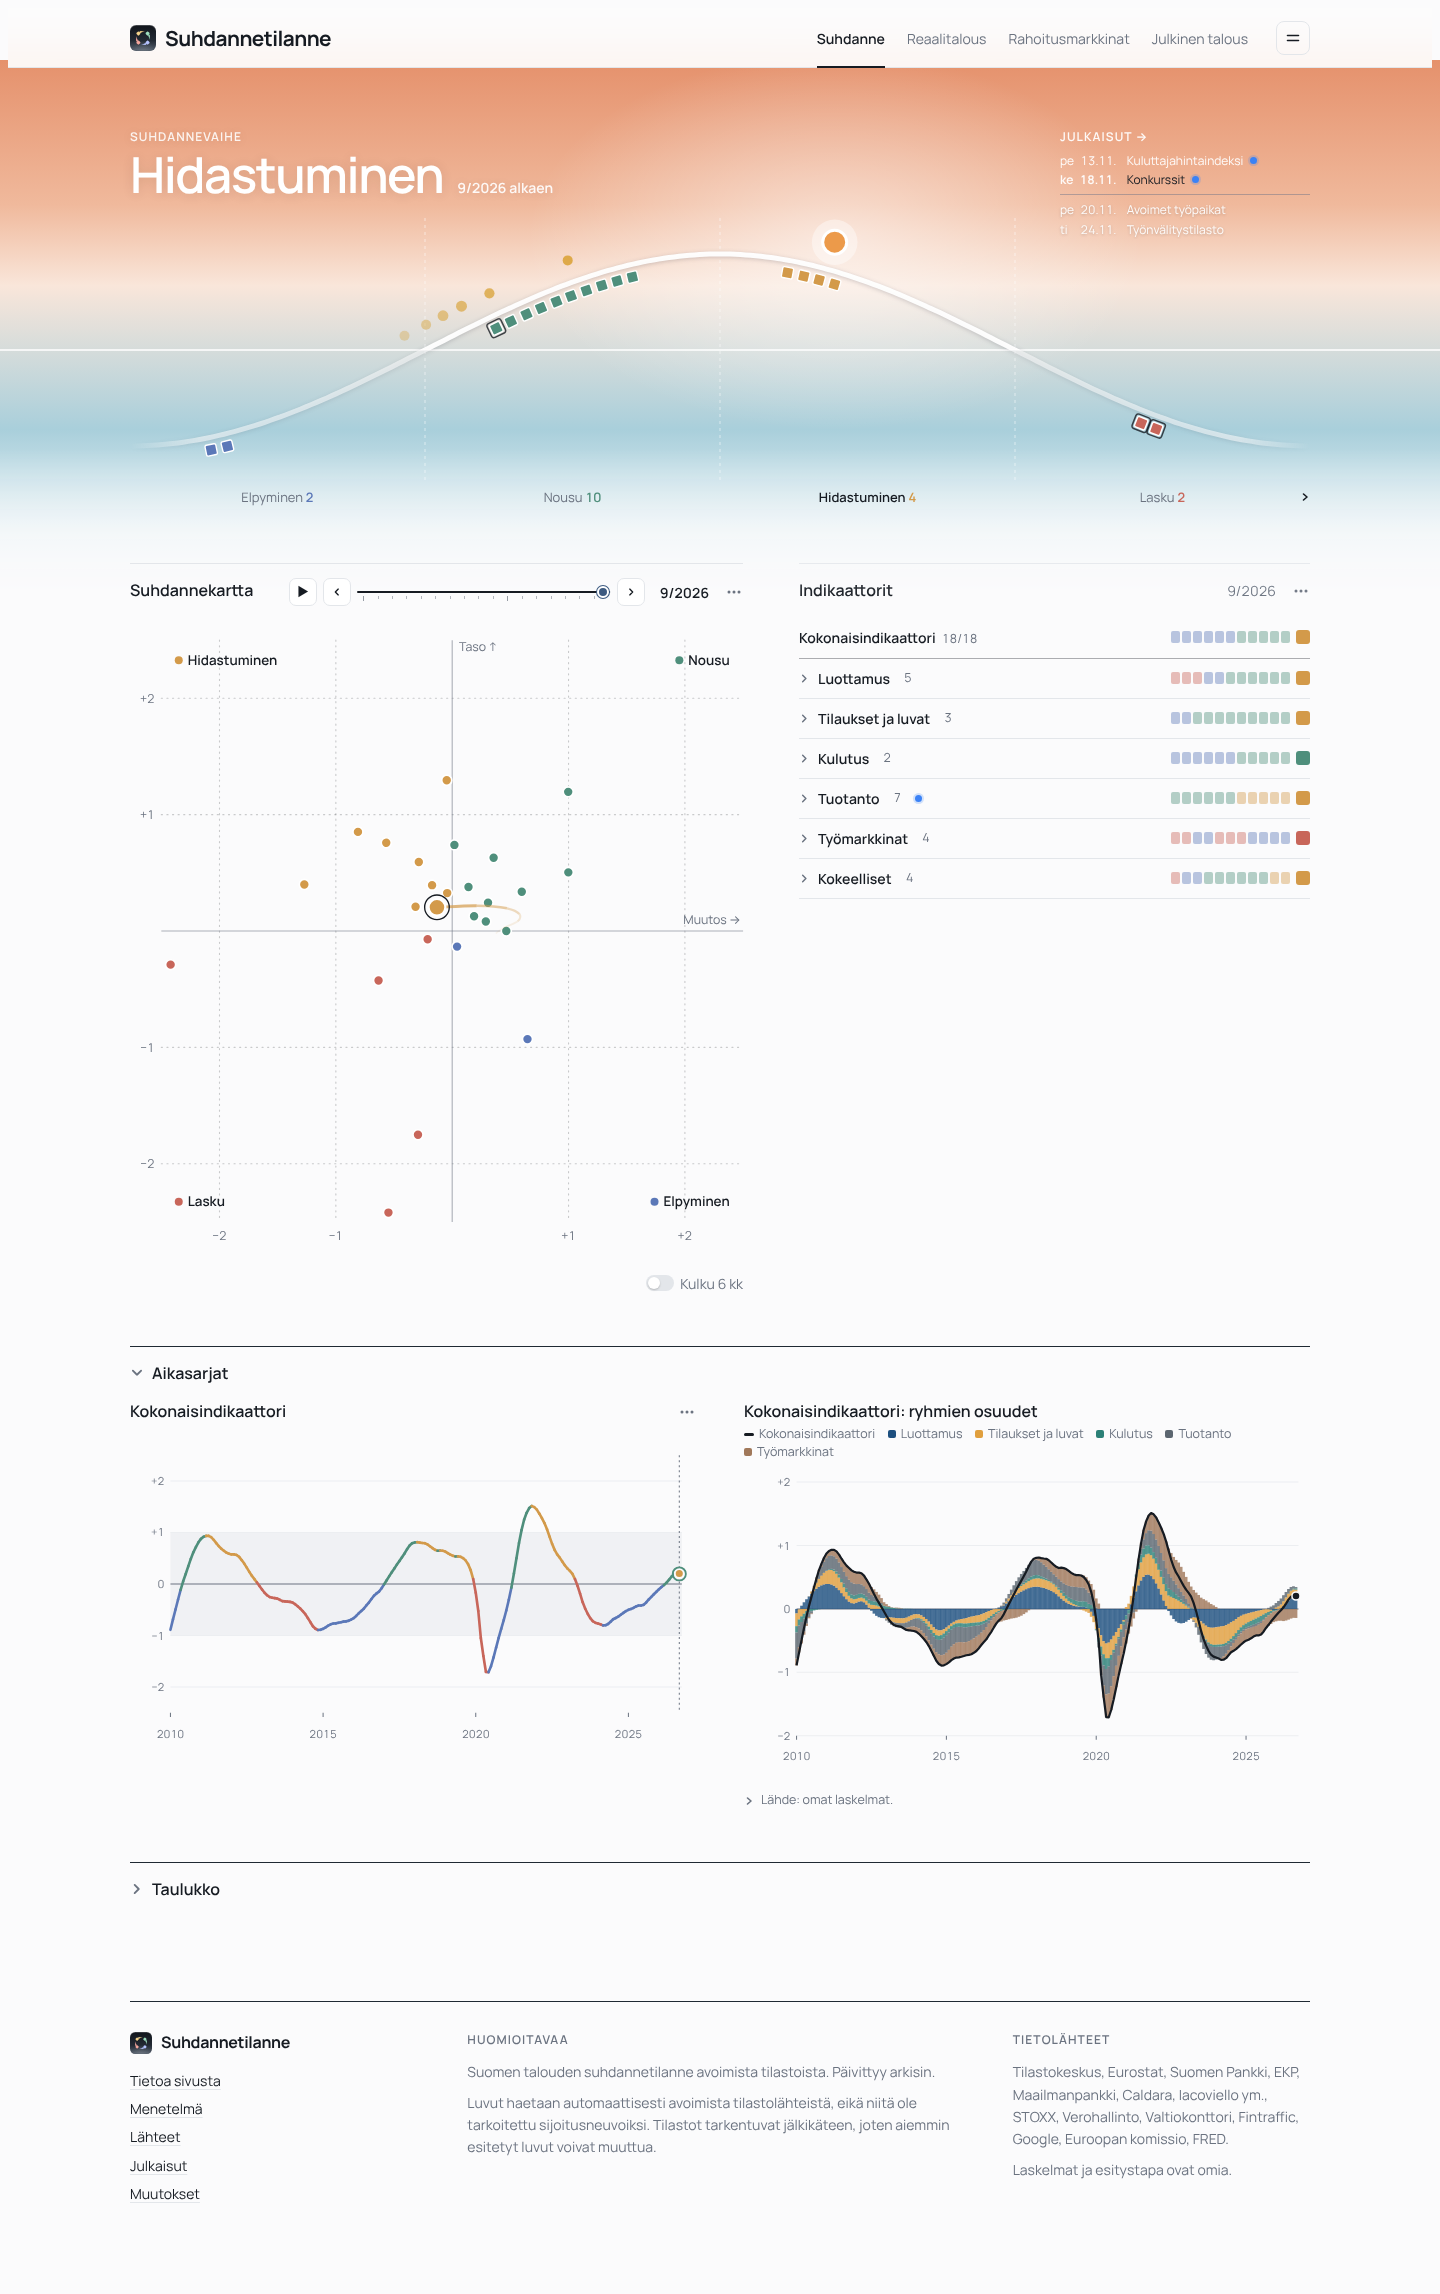 Suhdannetilanne
Suhdanne Reaalitalous Rahoitusmarkkinat Julkinen talous
SUHDANNEVAIHE
Hidastuminen 9/2026 alkaen
JULKAISUT →
pe 13.11. Kuluttajahintaindeksi
ke 18.11. Konkurssit
pe 20.11. Avoimet työpaikat
ti 24.11. Työnvälitystilasto
Elpyminen 2 Nousu 10 Hidastuminen 4 Lasku 2
Suhdannekartta 9/2026
Taso ↑
Hidastuminen Nousu
+2
+1
Muutos →
−1
−2
Lasku Elpyminen
−2 −1 +1 +2
Kulku 6 kk
Indikaattorit 9/2026
Kokonaisindikaattori 18/18
Luottamus 5
Tilaukset ja luvat 3
Kulutus 2
Tuotanto 7
Työmarkkinat 4
Kokeelliset 4
Aikasarjat
Kokonaisindikaattori
+2
+1
0
−1
−2
2010 2015 2020 2025
Kokonaisindikaattori: ryhmien osuudet
Kokonaisindikaattori Luottamus Tilaukset ja luvat Kulutus Tuotanto
Työmarkkinat
+2
+1
0
−1
−2
2010 2015 2020 2025
Lähde: omat laskelmat.
Taulukko
Suhdannetilanne
Tietoa sivusta
Menetelmä
Lähteet
Julkaisut
Muutokset
HUOMIOITAVAA
Suomen talouden suhdannetilanne avoimista tilastoista. Päivittyy arkisin.
Luvut haetaan automaattisesti avoimista tilastolähteistä, eikä niitä ole
tarkoitettu sijoitusneuvoiksi. Tilastot tarkentuvat jälkikäteen, joten aiemmin
esitetyt luvut voivat muuttua.
TIETOLÄHTEET
Tilastokeskus, Eurostat, Suomen Pankki, EKP,
Maailmanpankki, Caldara, Iacoviello ym.,
STOXX, Verohallinto, Valtiokonttori, Fintraffic,
Google, Euroopan komissio, FRED.
Laskelmat ja esitystapa ovat omia.